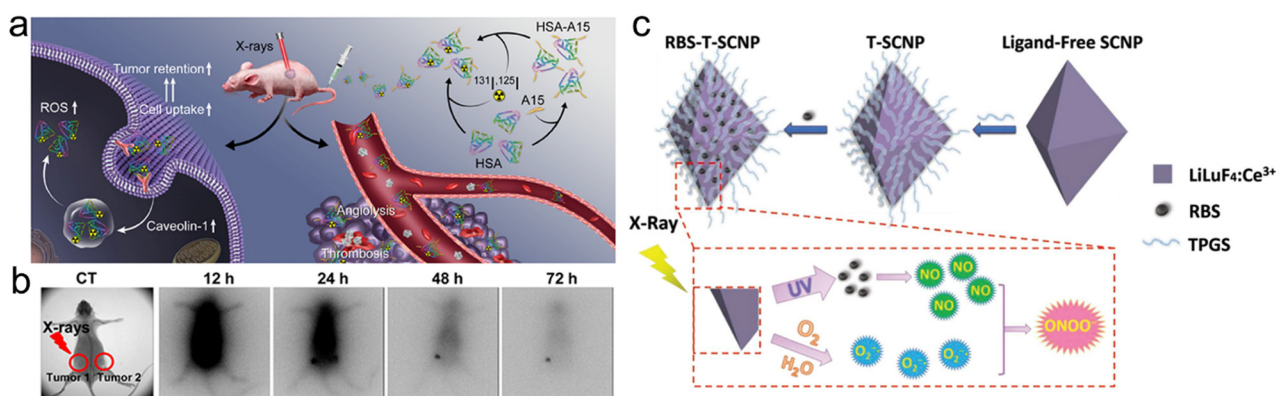 a
X-rays
HSA-A15
131 125
I, I
A15
HSA
Tumor retention↑
Cell uptake↑
ROS↑
Caveolin-1↑
Angiolysis
Thrombosis
b
CT
12 h
24 h
48 h
72 h
X-rays
Tumor 1
Tumor 2
c
RBS-T-SCNP
T-SCNP
Ligand-Free SCNP
LiLuF₄:Ce³⁺
RBS
TPGS
X-Ray
UV
NO
NO
NO
NO
O₂
H₂O
O₂⁻
O₂⁻
O₂⁻
ONOO⁻